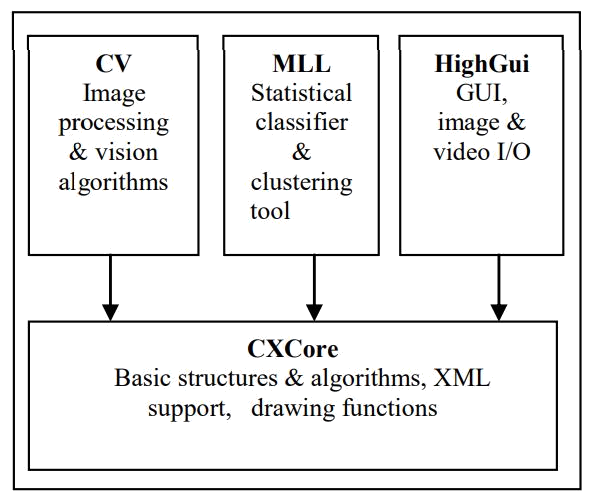 CV
Image
processing
& vision
algorithms
MLL
Statistical
classifier
&
clustering
tool
HighGui
GUI,
image &
video I/O
CXCore
Basic structures & algorithms, XML
support, drawing functions